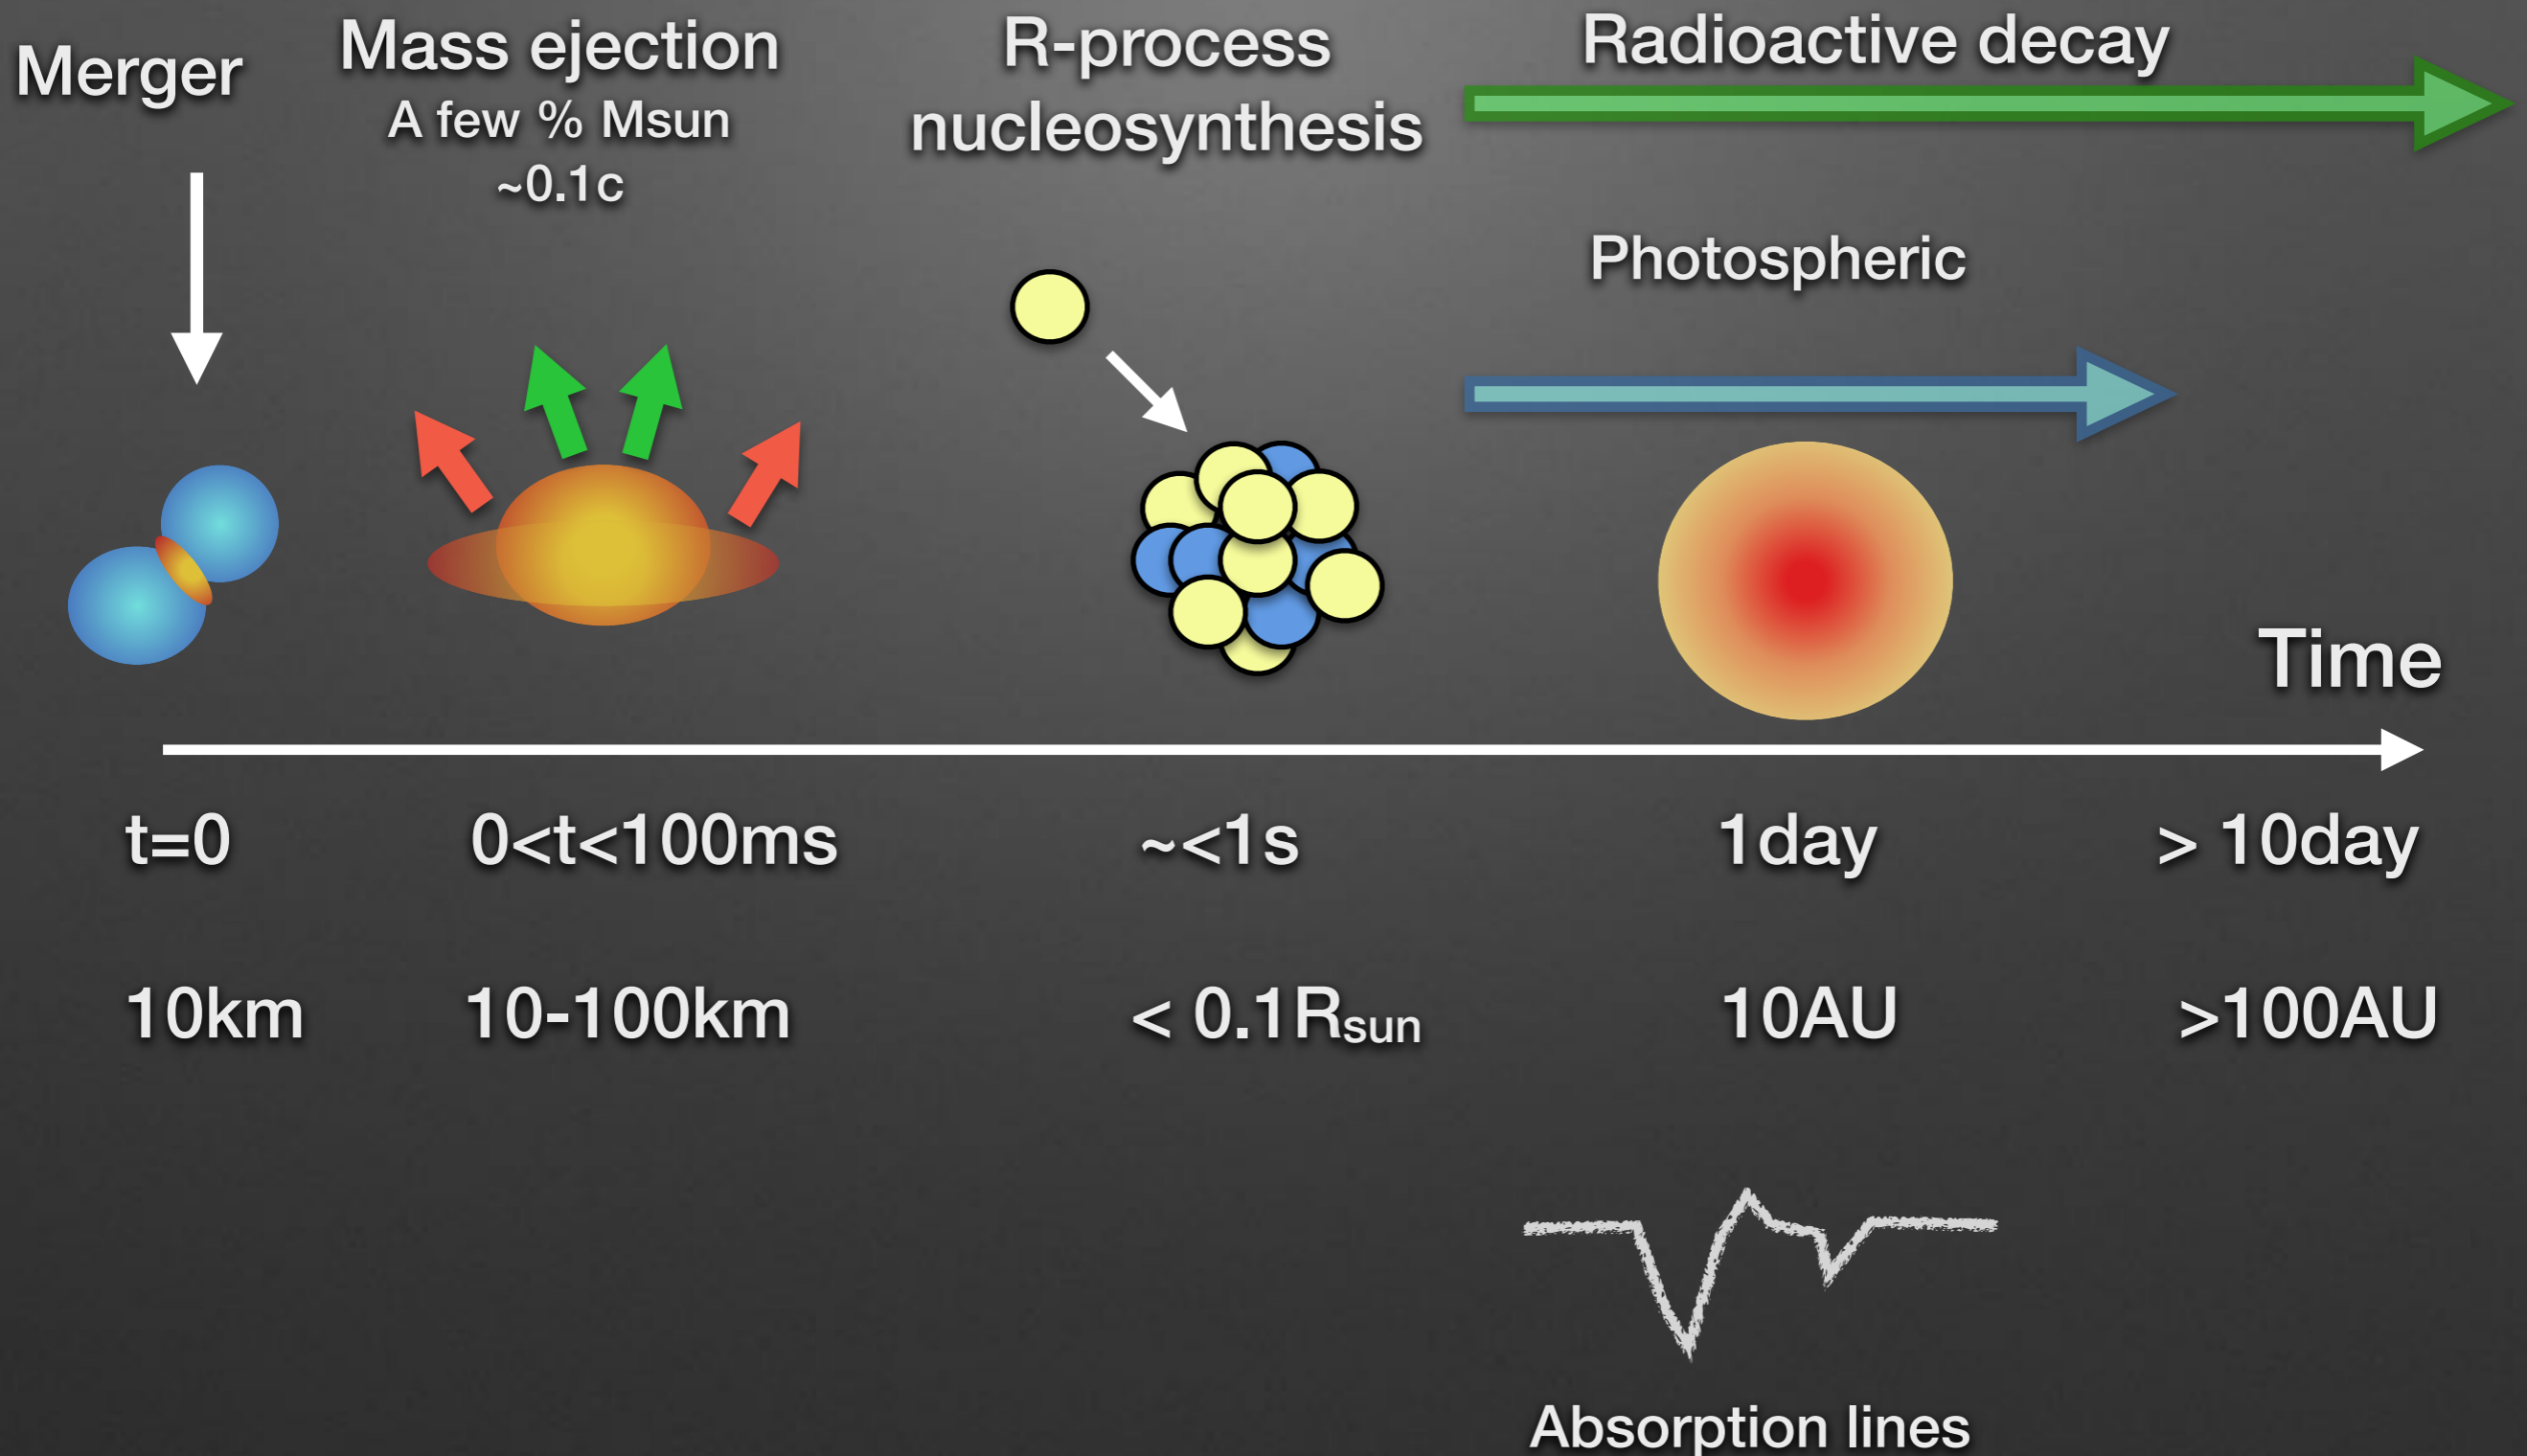 Merger
Mass ejection
A few % Msun
~0.1c
R-process
nucleosynthesis
Radioactive decay
Photospheric
Time
t=0
0<t<100ms
~<1s
1day
> 10day
10km
10-100km
< 0.1Rsun
10AU
>100AU
Absorption lines